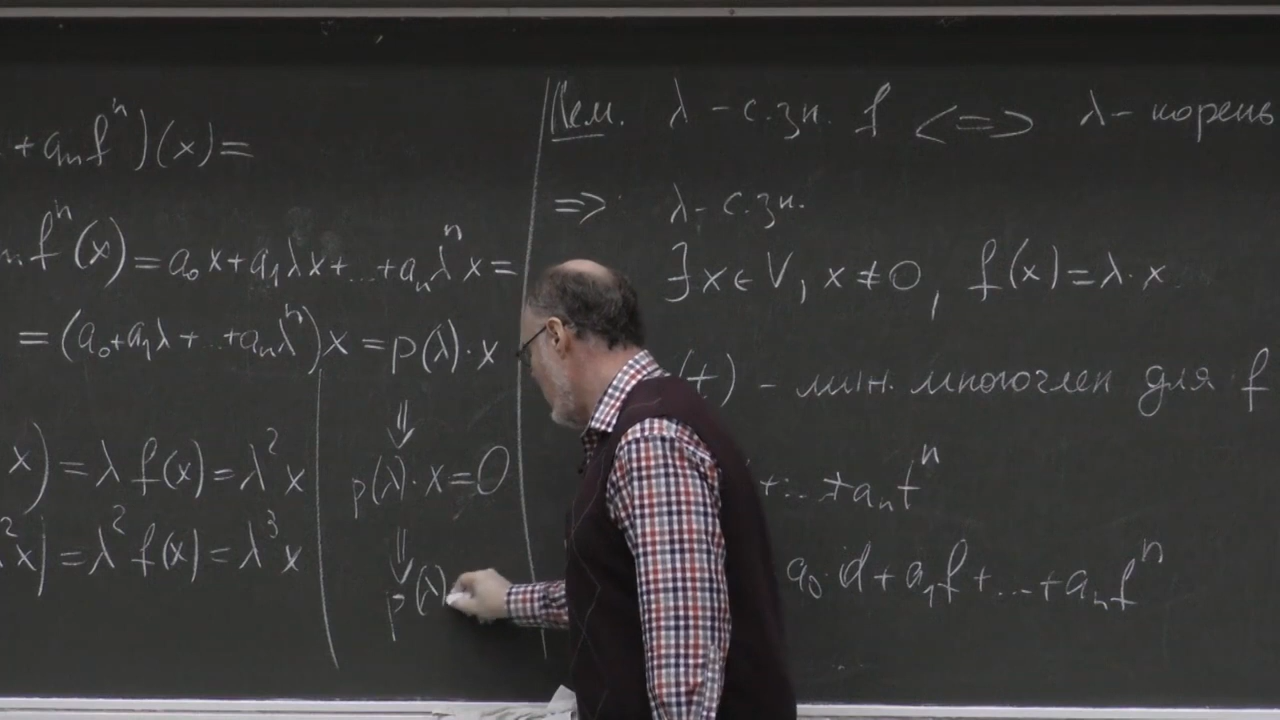 + aₙfⁿ)(x)=
ₙfⁿ(x)=a₀x+a₁λx+...+aₙλⁿx=
=(a₀+a₁λ+...+aₙλⁿ)x=p(λ)·x
x)=λf(x)=λ²x
²x)=λ²f(x)=λ³x
⇓
p(λ)·x=0
⇓
p(λ)
Лем. λ - с.зн. f <=> λ - корень
=>: λ - с.зн.
∃x∈V, x≠0, f(x)=λ·x
(t) - мин. многочлен для f
+...+aₙtⁿ
a₀·id+a₁f+...+aₙfⁿ